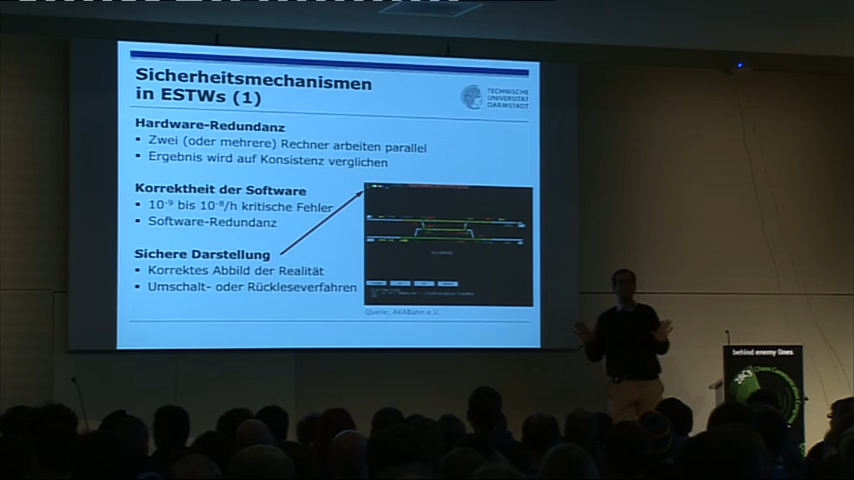 Sicherheitsmechanismen
in ESTWs (1)
TECHNISCHE
UNIVERSITÄT
DARMSTADT
Hardware-Redundanz
▪ Zwei (oder mehrere) Rechner arbeiten parallel
▪ Ergebnis wird auf Konsistenz verglichen
Korrektheit der Software
▪ 10-9 bis 10-8/h kritische Fehler
▪ Software-Redundanz
Sichere Darstellung
▪ Korrektes Abbild der Realität
▪ Umschalt- oder Rückleseverfahren
Quelle: AKABahn e.V.
behind enemy lines
28C3